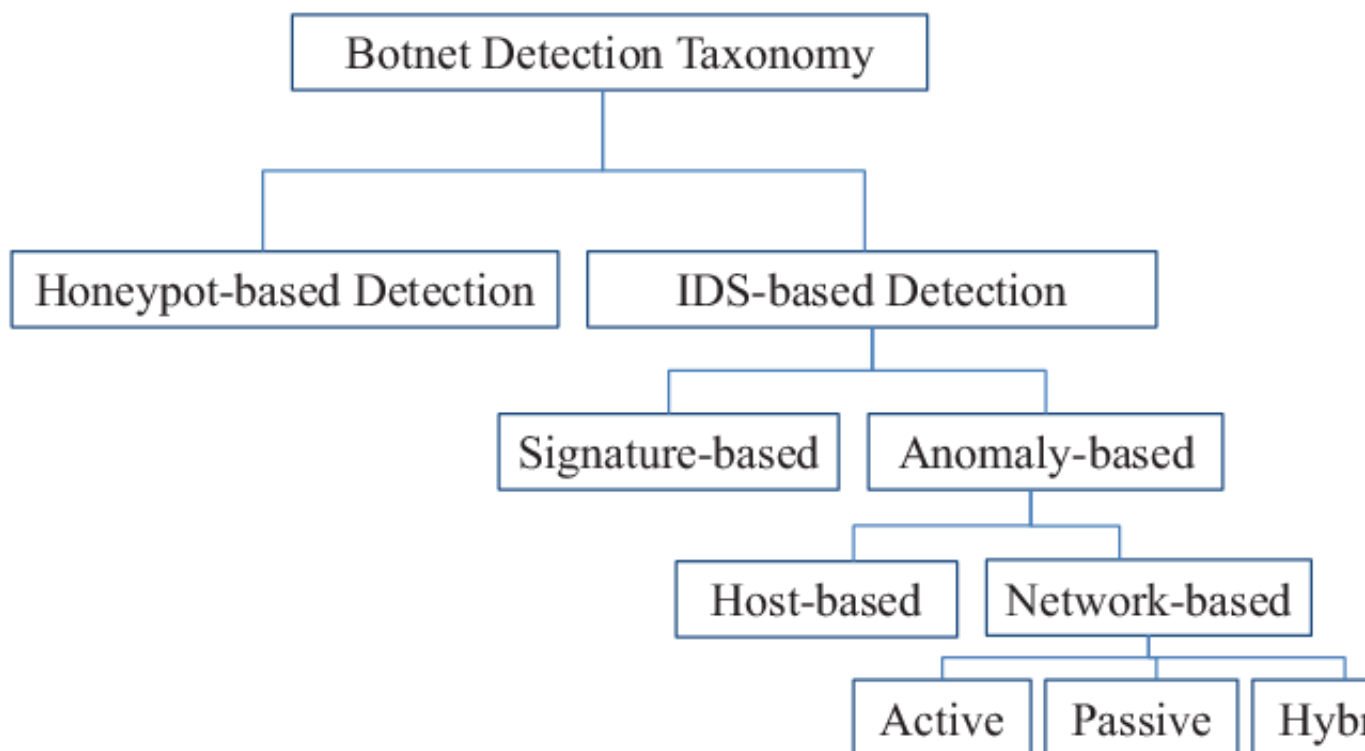 Botnet Detection Taxonomy
Honeypot-based Detection
IDS-based Detection
Signature-based
Anomaly-based
Host-based
Network-based
Active
Passive